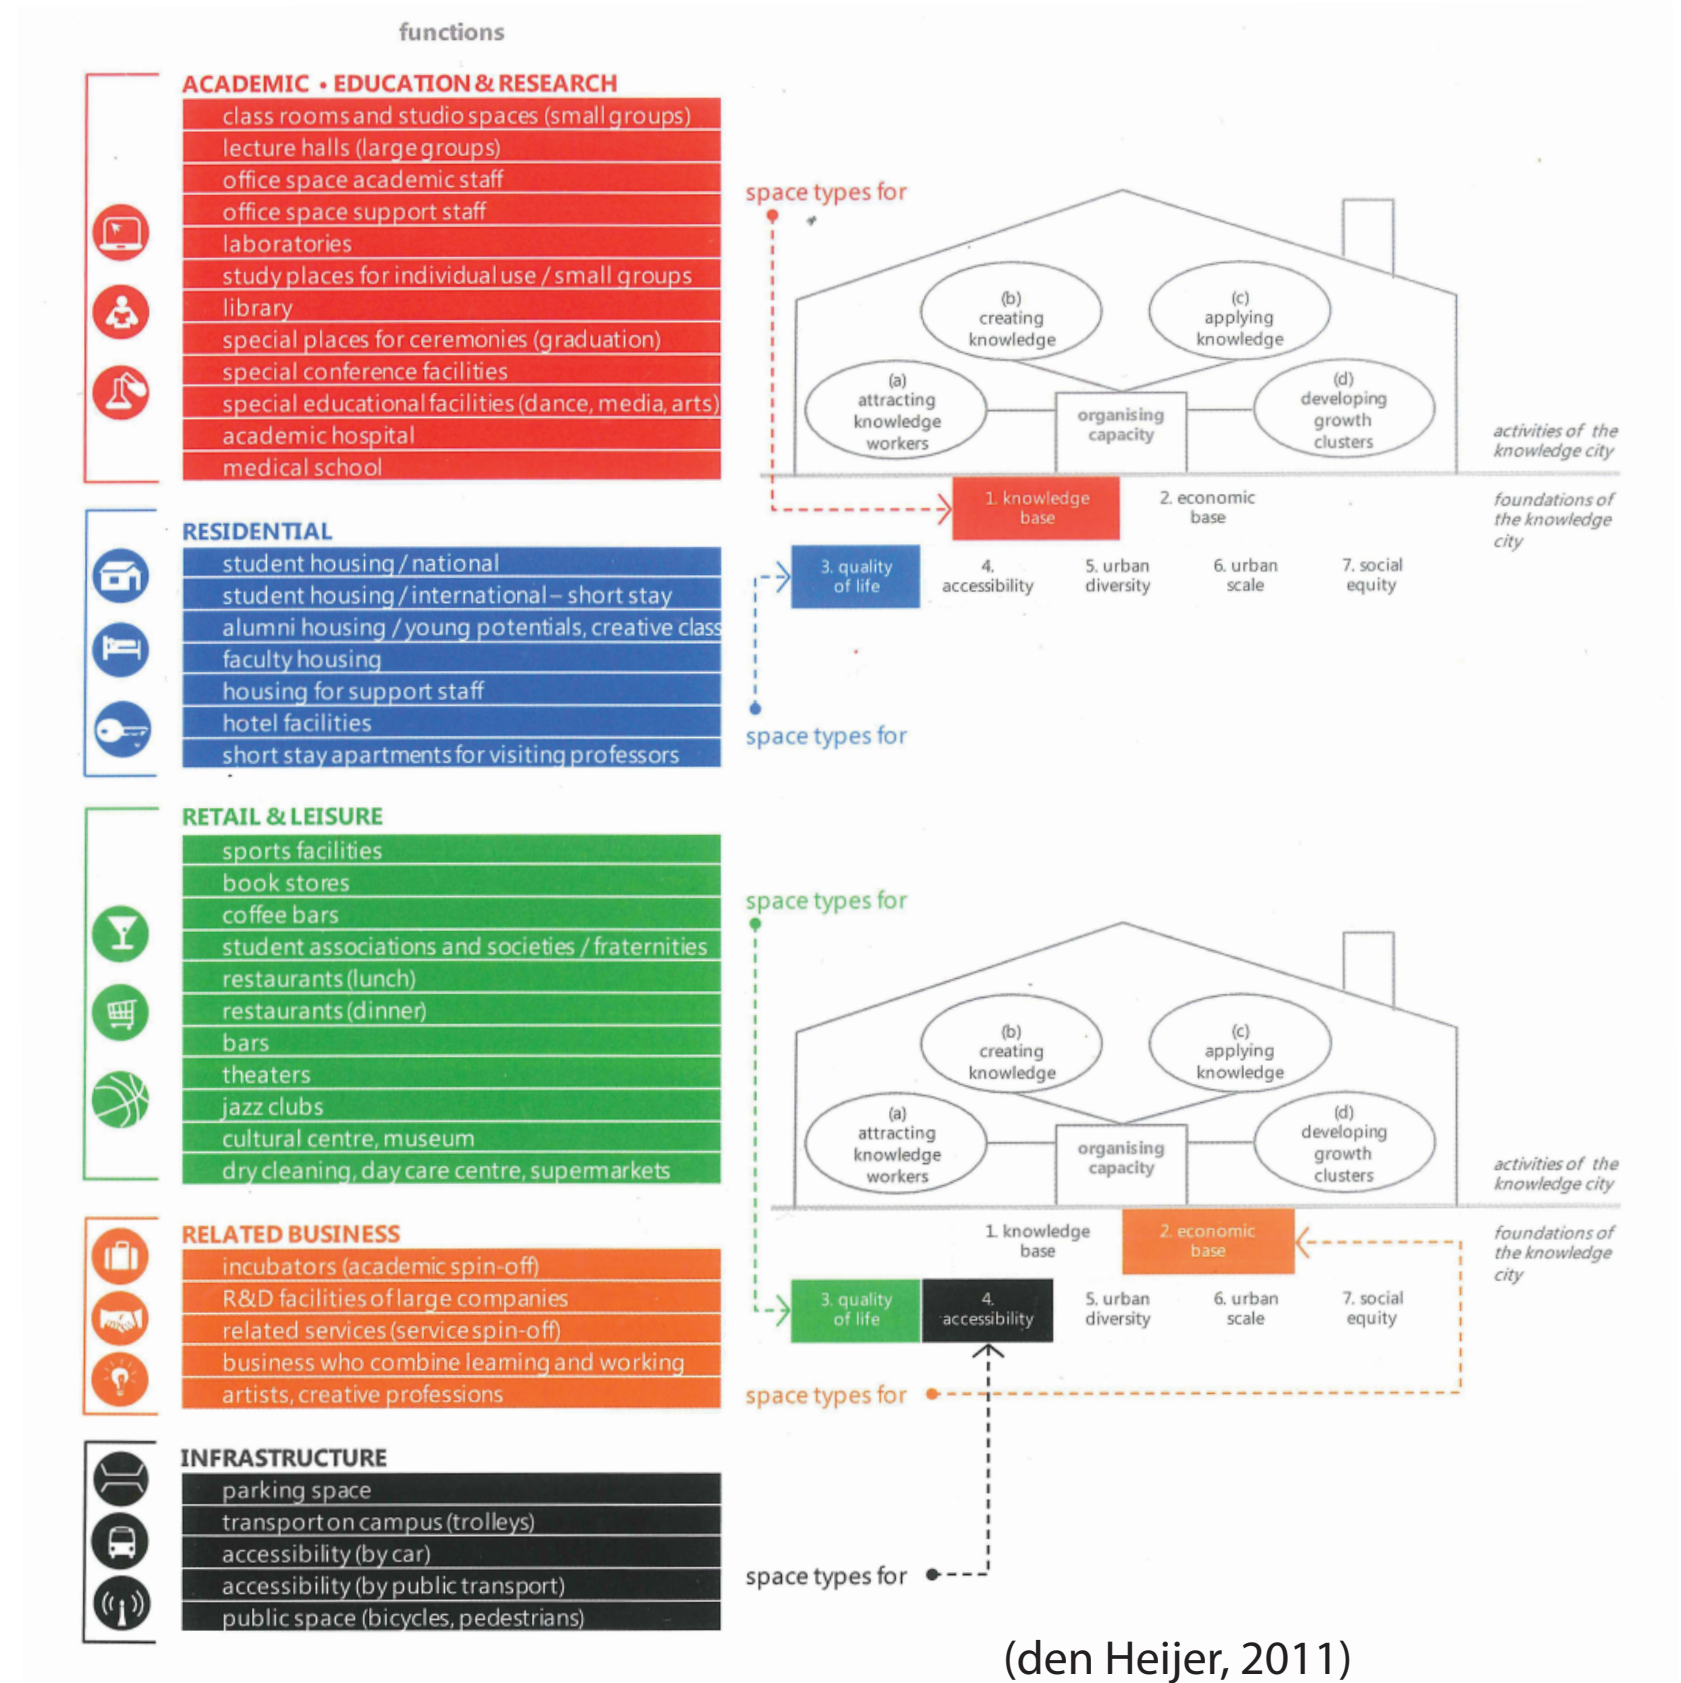 functions
ACADEMIC • EDUCATION & RESEARCH
class rooms and studio spaces (small groups)
lecture halls (large groups)
office space academic staff
office space support staff
laboratories
study places for individual use / small groups
library
special places for ceremonies (graduation)
special conference facilities
special educational facilities (dance, media, arts)
academic hospital
medical school
RESIDENTIAL
student housing / national
student housing / international – short stay
alumni housing / young potentials, creative class
faculty housing
housing for support staff
hotel facilities
short stay apartments for visiting professors
RETAIL & LEISURE
sports facilities
book stores
coffee bars
student associations and societies / fraternities
restaurants (lunch)
restaurants (dinner)
bars
theaters
jazz clubs
cultural centre, museum
dry cleaning, day care centre, supermarkets
RELATED BUSINESS
incubators (academic spin-off)
R&D facilities of large companies
related services (service spin-off)
business who combine learning and working
artists, creative professions
INFRASTRUCTURE
parking space
transport on campus (trolleys)
accessibility (by car)
accessibility (by public transport)
public space (bicycles, pedestrians)
space types for
(b)
creating
knowledge
(c)
applying
knowledge
(a)
attracting
knowledge
workers
organising
capacity
(d)
developing
growth
clusters
activities of the
knowledge city
1. knowledge
base
2. economic
base
foundations of
the knowledge
city
3. quality
of life
4.
accessibility
5. urban
diversity
6. urban
scale
7. social
equity
space types for
space types for
(b)
creating
knowledge
(c)
applying
knowledge
(a)
attracting
knowledge
workers
organising
capacity
(d)
developing
growth
clusters
activities of the
knowledge city
1. knowledge
base
2. economic
base
foundations of
the knowledge
city
3. quality
of life
4.
accessibility
5. urban
diversity
6. urban
scale
7. social
equity
space types for
space types for
(den Heijer, 2011)